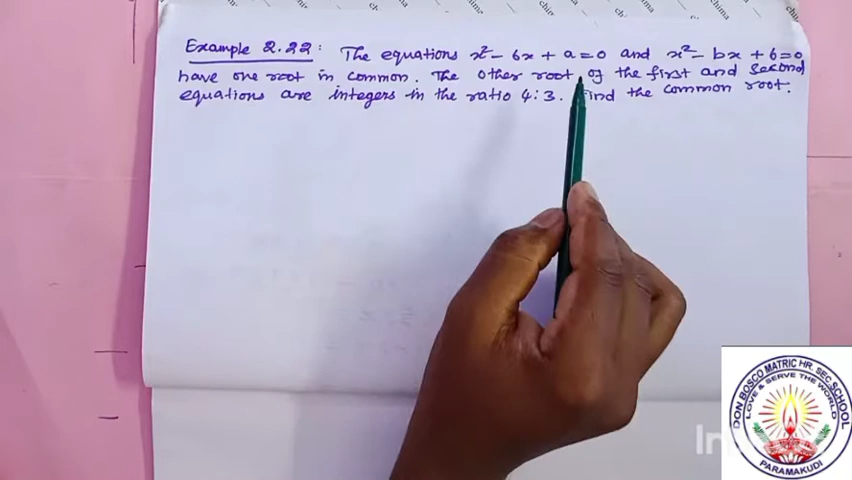 Example 2.22: The equations x² - 6x + a = 0 and x² - bx + 6 = 0
have one root in common. The other root of the first and second
equations are integers in the ratio 4:3. Find the common root.
DON BOSCO MATRIC HR. SEC SCHOOL
LOVE & SERVE THE WORLD
PARAMAKUDI